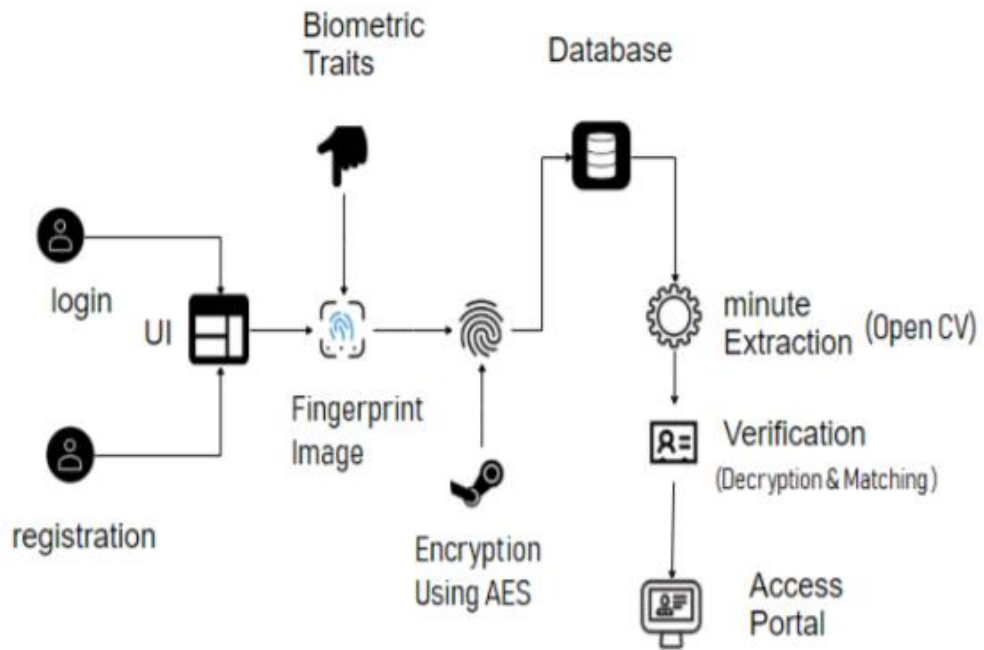 Biometric
Traits
Database
login
UI
minute
Extraction (Open CV)
Fingerprint
Image
Verification
(Decryption & Matching)
registration
Encryption
Using AES
Access
Portal